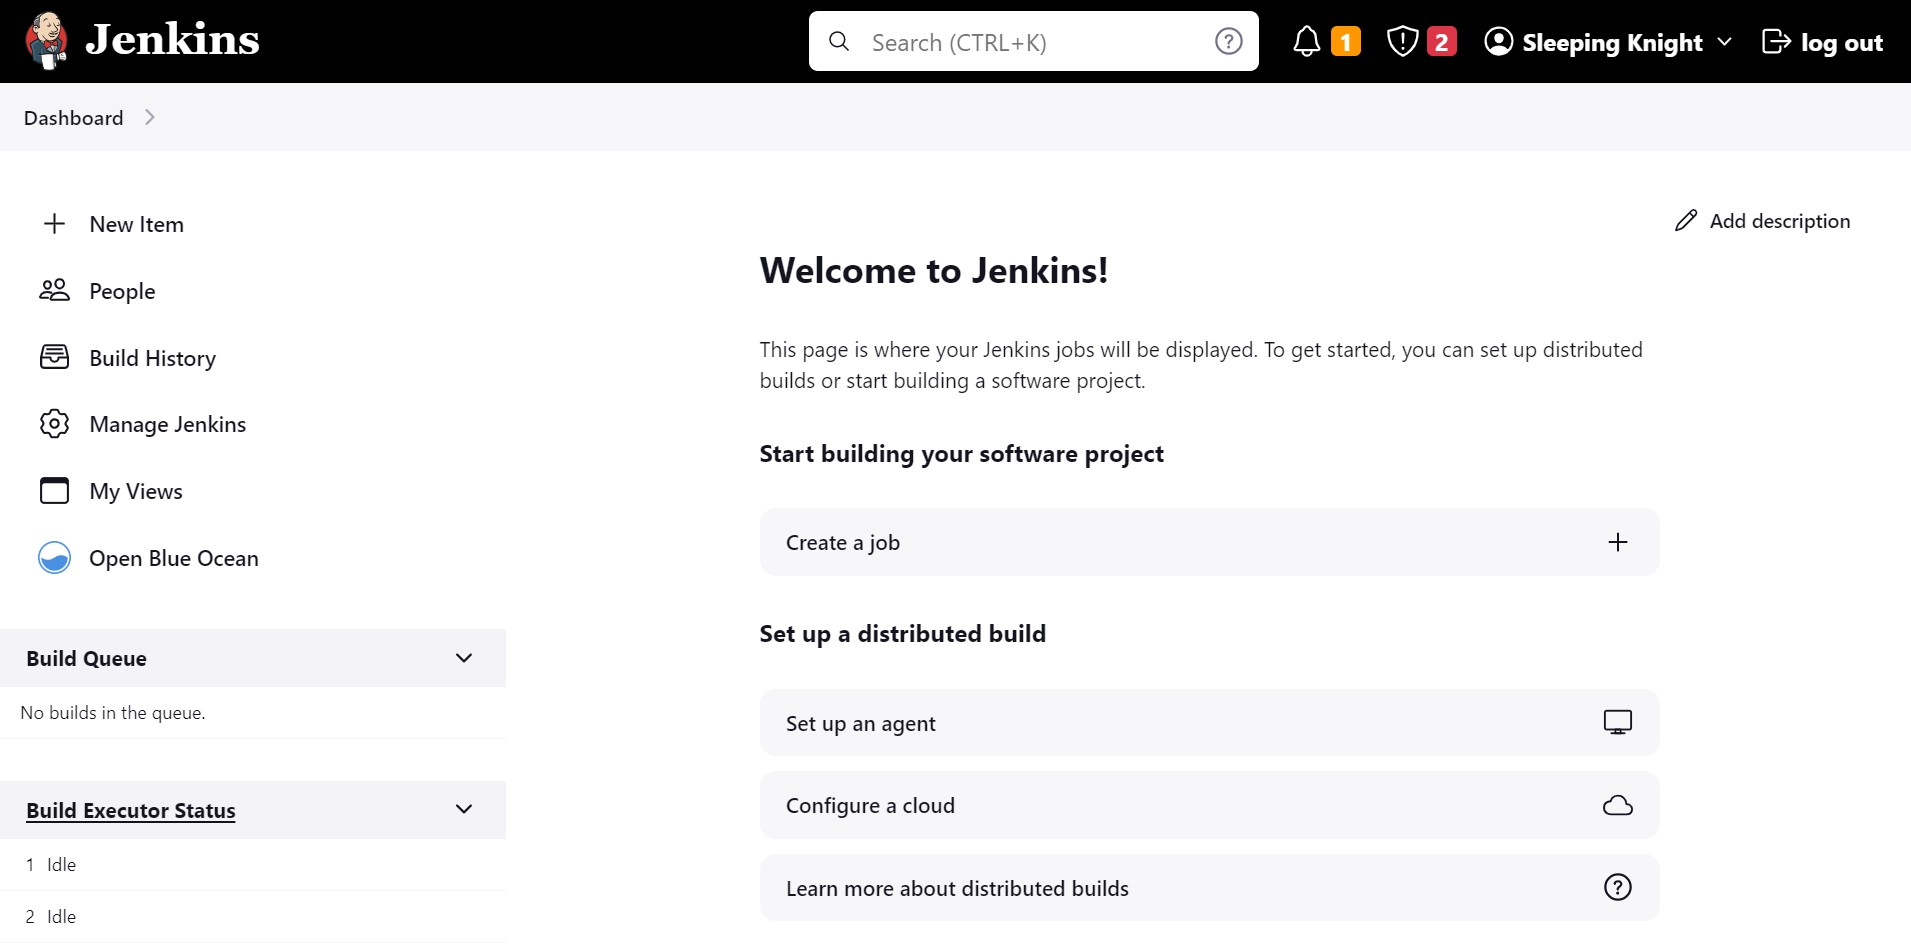 Jenkins
Search (CTRL+K)
1
2
Sleeping Knight
log out
Dashboard
New Item
People
Build History
Manage Jenkins
My Views
Open Blue Ocean
Build Queue
No builds in the queue.
Build Executor Status
1 Idle
2 Idle
Add description
Welcome to Jenkins!
This page is where your Jenkins jobs will be displayed. To get started, you can set up distributed
builds or start building a software project.
Start building your software project
Create a job
Set up a distributed build
Set up an agent
Configure a cloud
Learn more about distributed builds